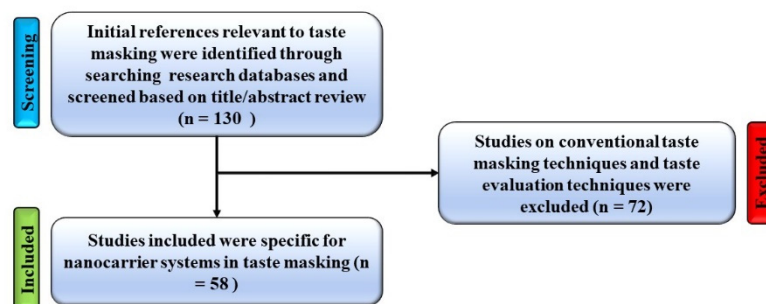 Screening
Initial references relevant to taste
masking were identified through
searching research databases and
screened based on title/abstract review
(n = 130 )
Studies on conventional taste
masking techniques and taste
evaluation techniques were
excluded (n = 72)
Excluded
Included
Studies included were specific for
nanocarrier systems in taste masking (n
= 58 )